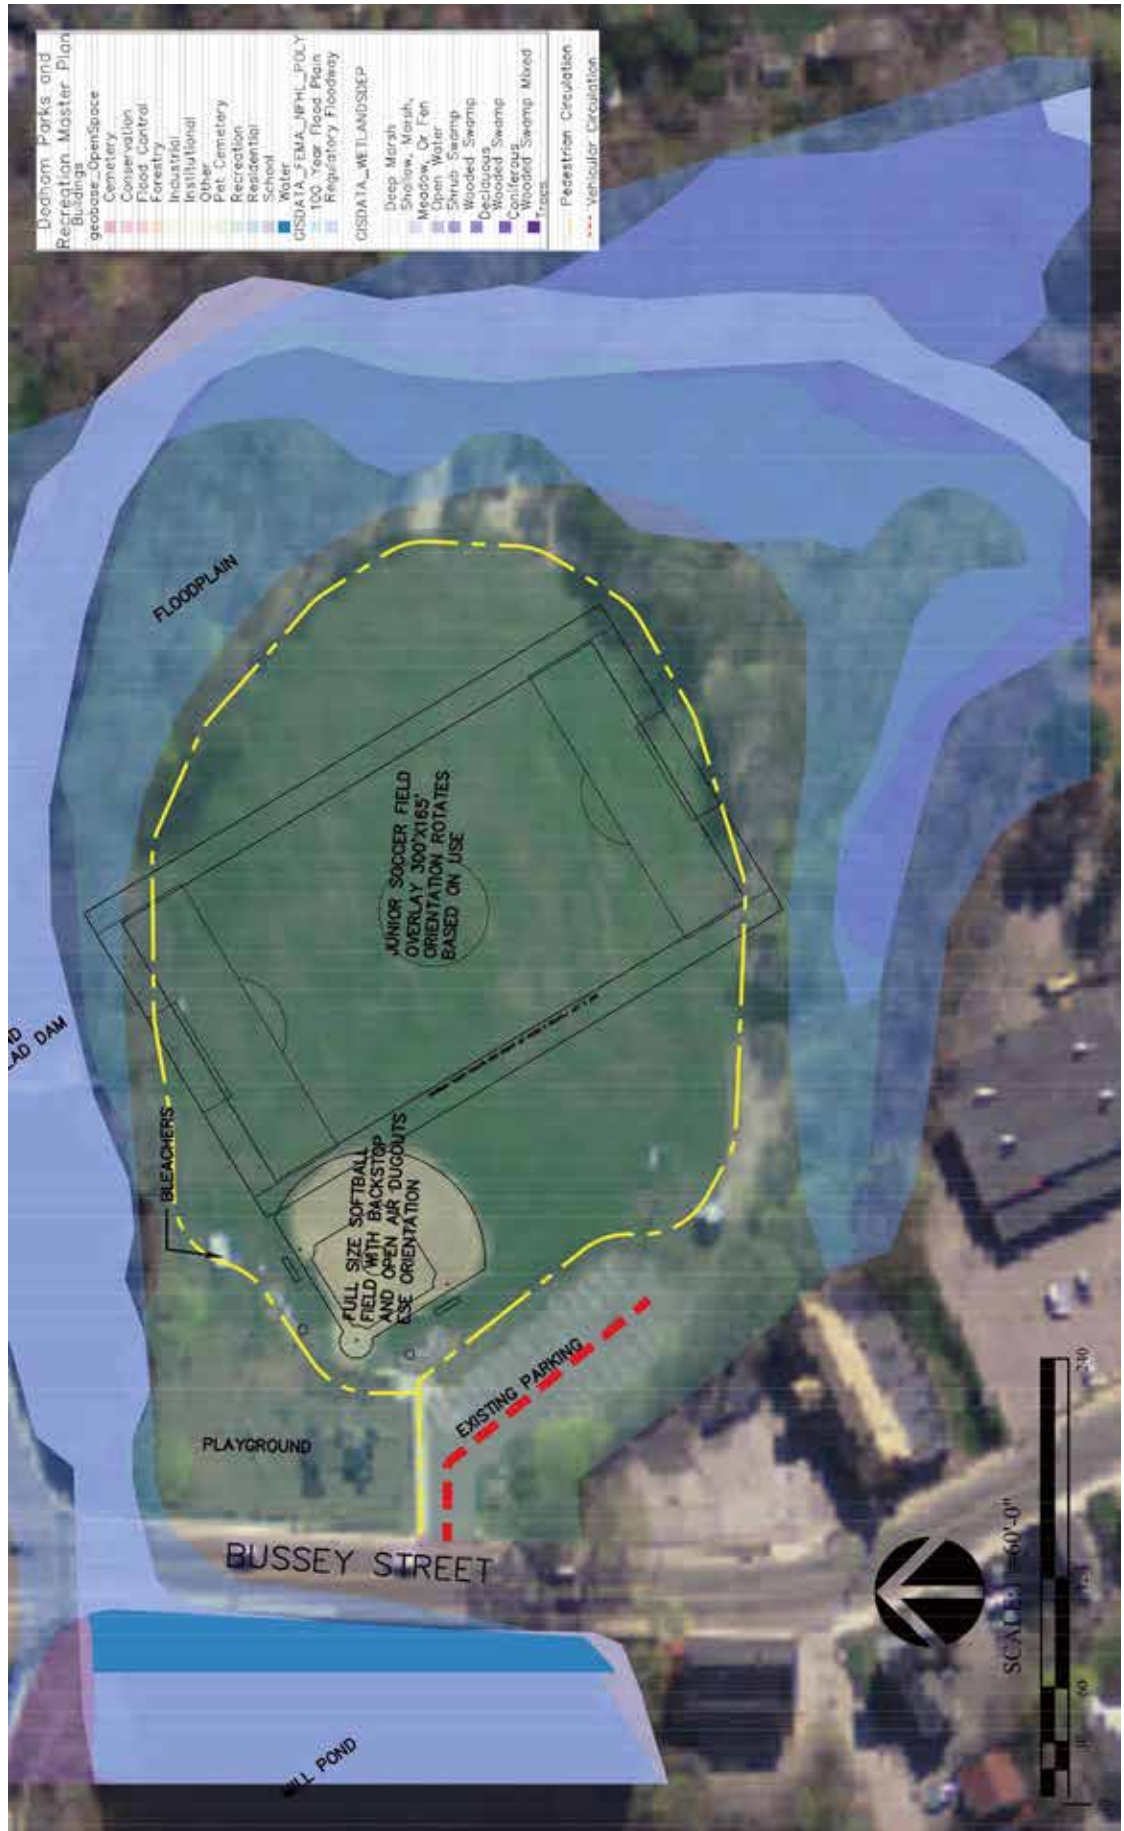 Dedham Parks and
Recreation Master Plan
Buildings
geobase_OpenSpace
Cemetery
Conservation
Flood Control
Forestry
Industrial
Institutional
Other
Pet Cemetery
Recreation
Residential
School
Water
GISDATA_FEMA_NFHL_POLY
100 Year Flood Plain
Regulatory Floodway
GISDATA_WETLANDSDEP
Deep Marsh
Shallow, Marsh,
Meadow, Or Fen
Open Water
Shrub Swamp
Wooded Swamp
Deciduous
Wooded Swamp
Coniferous
Wooded Swamp Mixed
Trees
Pedestrian Circulation
Vehicular Circulation
FLOODPLAIN
JUNIOR SOCCER FIELD
OVERLAY 300'X165'
ORIENTATION ROTATES
BASED ON USE
DAM
BLEACHERS
FULL SIZE SOFTBALL
FIELD WITH BACKSTOP
AND OPEN AIR DUGOUTS
ESE ORIENTATION
EXISTING PARKING
PLAYGROUND
BUSSEY STREET
POND
SCALE: 1"=60'-0"
60
240